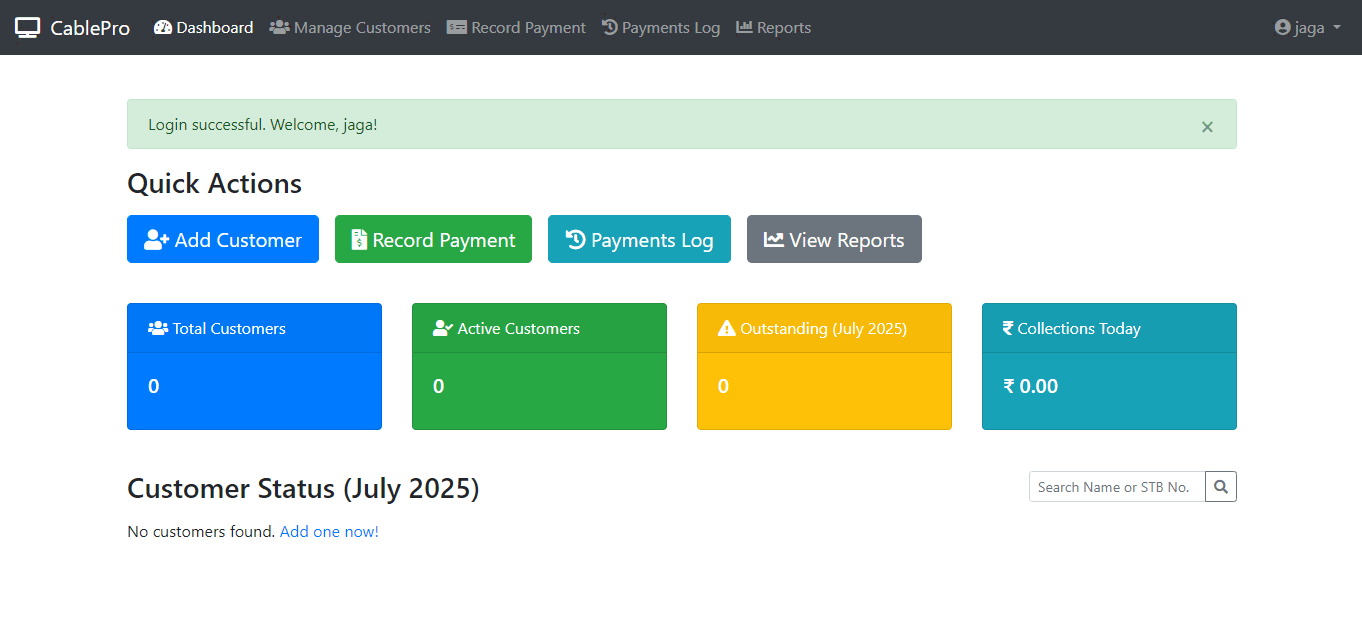 CablePro Dashboard Manage Customers Record Payment Payments Log Reports jaga
Login successful. Welcome, jaga! ×
Quick Actions
Add Customer Record Payment Payments Log View Reports
Total Customers Active Customers Outstanding (July 2025) ₹ Collections Today
0 0 0 ₹ 0.00
Customer Status (July 2025) Search Name or STB No.
No customers found. Add one now!